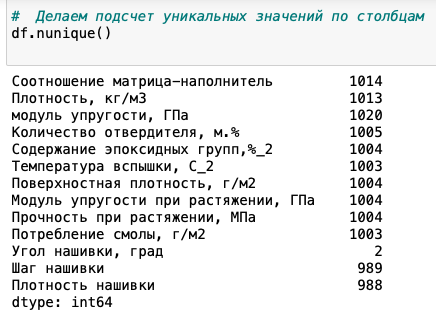 #  Делаем подсчет уникальных значений по столбцам
df.nunique()
Соотношение матрица-наполнитель 1014
Плотность, кг/м3 1013
модуль упругости, ГПа 1020
Количество отвердителя, м.% 1005
Содержание эпоксидных групп,%_2 1004
Температура вспышки, С_2 1003
Поверхностная плотность, г/м2 1004
Модуль упругости при растяжении, ГПа 1004
Прочность при растяжении, МПа 1004
Потребление смолы, г/м2 1003
Угол нашивки, град 2
Шаг нашивки 989
Плотность нашивки 988
dtype: int64